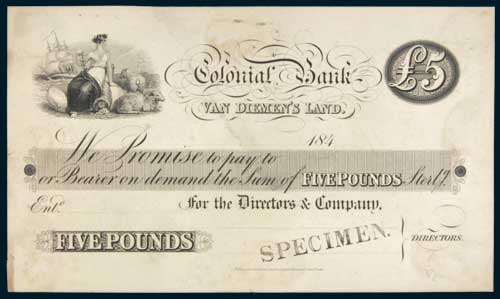 Colonial Bank
VAN DIEMEN'S LAND.
£5
184
We Promise to pay to
or Bearer on demand the Sum of FIVE POUNDS Sterl.g
Ent.d
For the Directors & Company,
FIVE POUNDS
SPECIMEN.
DIRECTORS.